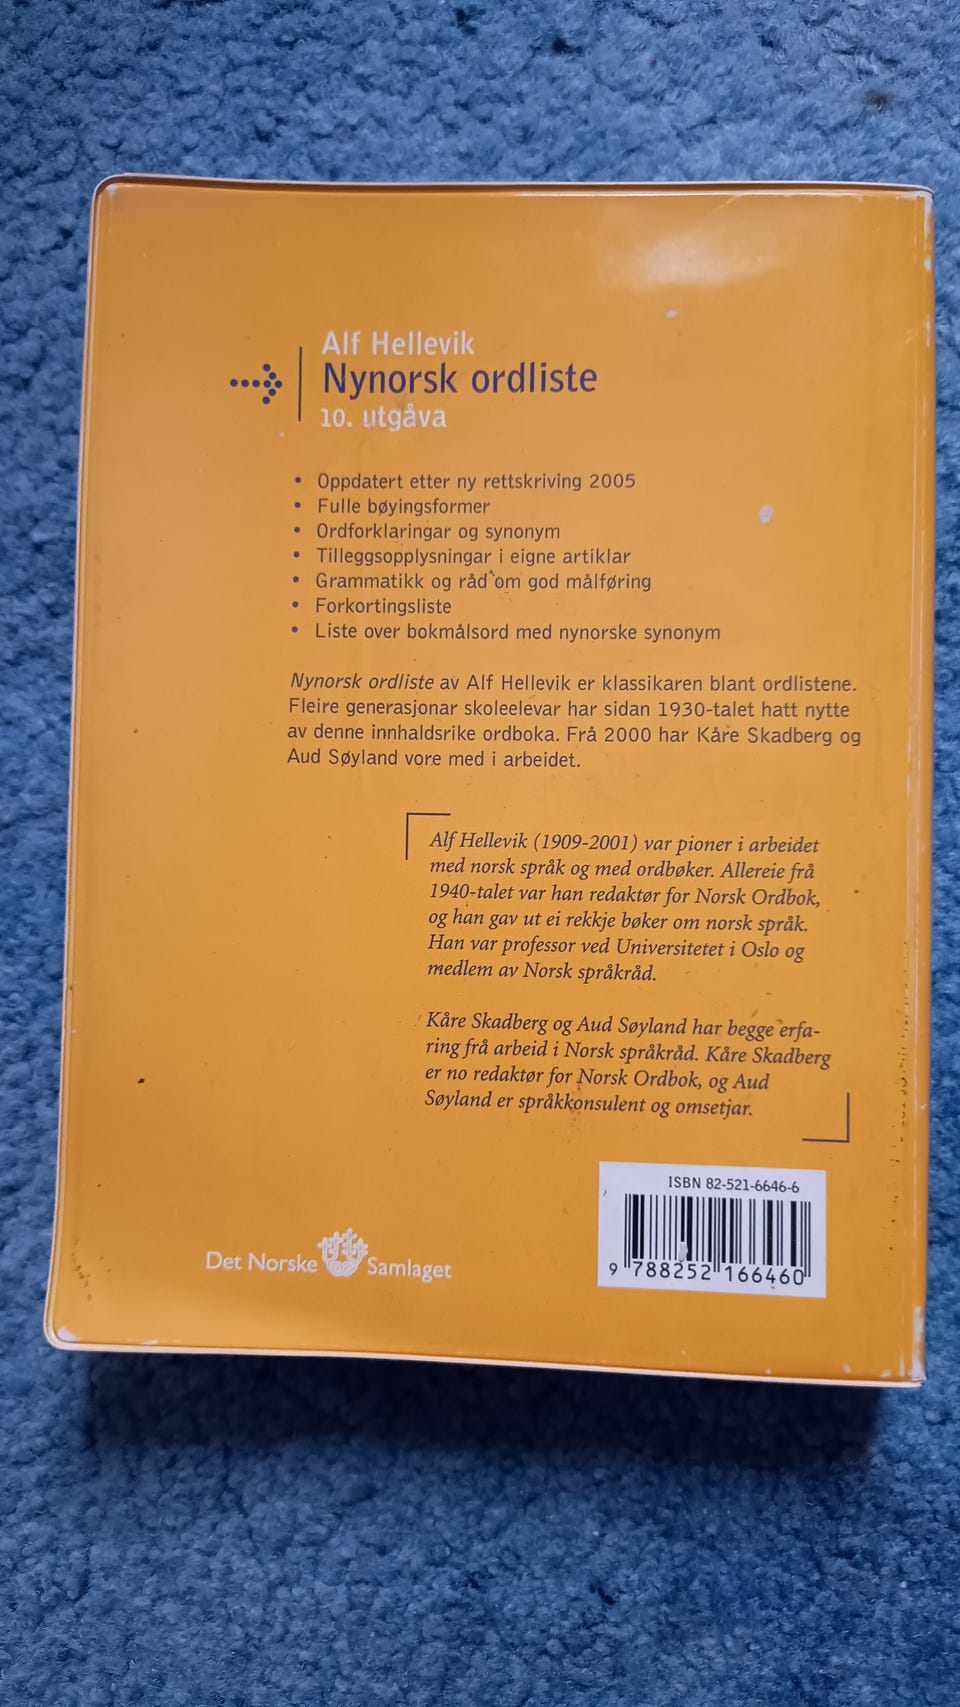 Alf Hellevik
Nynorsk ordliste
10. utgåva
• Oppdatert etter ny rettskriving 2005
• Fulle bøyingsformer
• Ordforklaringar og synonym
• Tilleggsopplysningar i eigne artiklar
• Grammatikk og råd om god målføring
• Forkortingsliste
• Liste over bokmålsord med nynorske synonym
Nynorsk ordliste av Alf Hellevik er klassikaren blant ordlistene.
Fleire generasjonar skoleelevar har sidan 1930-talet hatt nytte
av denne innhaldsrike ordboka. Frå 2000 har Kåre Skadberg og
Aud Søyland vore med i arbeidet.
Alf Hellevik (1909-2001) var pioner i arbeidet
med norsk språk og med ordbøker. Allereie frå
1940-talet var han redaktør for Norsk Ordbok,
og han gav ut ei rekkje bøker om norsk språk.
Han var professor ved Universitetet i Oslo og
medlem av Norsk språkråd.
Kåre Skadberg og Aud Søyland har begge erfa-
ring frå arbeid i Norsk språkråd. Kåre Skadberg
er no redaktør for Norsk Ordbok, og Aud
Søyland er språkkonsulent og omsetjar.
ISBN 82-521-6646-6
9 788252 166460
Det Norske Samlaget